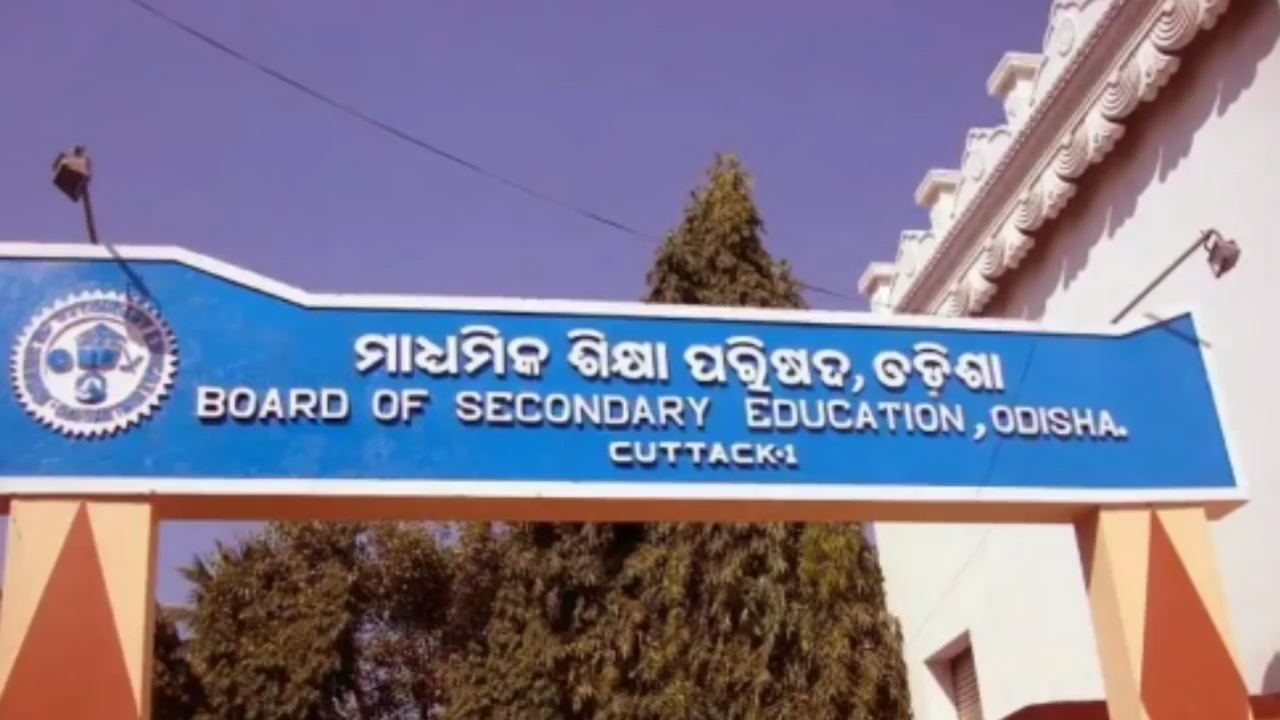 ମାଧ୍ୟମିକ ଶିକ୍ଷା ପରିଷଦ, ଓଡ଼ିଶା
BOARD OF SECONDARY EDUCATION, ODISHA.
CUTTACK-1